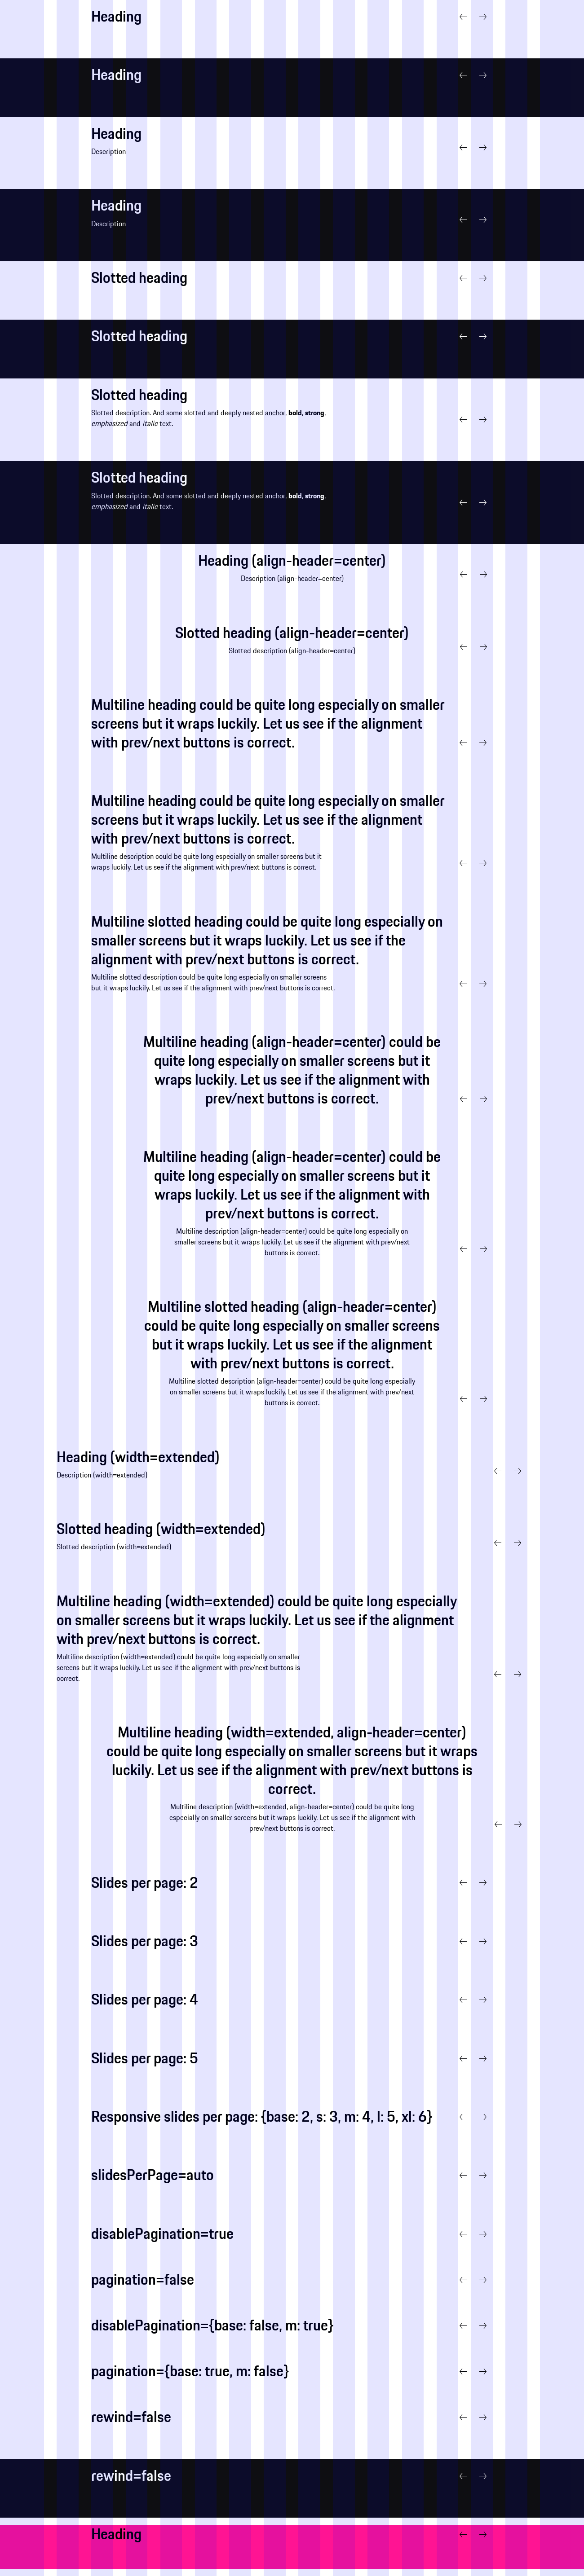 Heading
Heading
Heading
Description
Heading
Description
Slotted heading
Slotted heading
Slotted heading
Slotted description. And some slotted and deeply nested anchor, bold, strong,
emphasized and italic text.
Slotted heading
Slotted description. And some slotted and deeply nested anchor, bold, strong,
emphasized and italic text.
Heading (align-header=center)
Description (align-header=center)
Slotted heading (align-header=center)
Slotted description (align-header=center)
Multiline heading could be quite long especially on smaller
screens but it wraps luckily. Let us see if the alignment
with prev/next buttons is correct.
Multiline heading could be quite long especially on smaller
screens but it wraps luckily. Let us see if the alignment
with prev/next buttons is correct.
Multiline description could be quite long especially on smaller screens but it
wraps luckily. Let us see if the alignment with prev/next buttons is correct.
Multiline slotted heading could be quite long especially on
smaller screens but it wraps luckily. Let us see if the
alignment with prev/next buttons is correct.
Multiline slotted description could be quite long especially on smaller screens
but it wraps luckily. Let us see if the alignment with prev/next buttons is correct.
Multiline heading (align-header=center) could be
quite long especially on smaller screens but it
wraps luckily. Let us see if the alignment with
prev/next buttons is correct.
Multiline heading (align-header=center) could be
quite long especially on smaller screens but it
wraps luckily. Let us see if the alignment with
prev/next buttons is correct.
Multiline description (align-header=center) could be quite long especially on
smaller screens but it wraps luckily. Let us see if the alignment with prev/next
buttons is correct.
Multiline slotted heading (align-header=center)
could be quite long especially on smaller screens
but it wraps luckily. Let us see if the alignment
with prev/next buttons is correct.
Multiline slotted description (align-header=center) could be quite long especially
on smaller screens but it wraps luckily. Let us see if the alignment with prev/next
buttons is correct.
Heading (width=extended)
Description (width=extended)
Slotted heading (width=extended)
Slotted description (width=extended)
Multiline heading (width=extended) could be quite long especially
on smaller screens but it wraps luckily. Let us see if the alignment
with prev/next buttons is correct.
Multiline description (width=extended) could be quite long especially on smaller
screens but it wraps luckily. Let us see if the alignment with prev/next buttons is
correct.
Multiline heading (width=extended, align-header=center)
could be quite long especially on smaller screens but it wraps
luckily. Let us see if the alignment with prev/next buttons is
correct.
Multiline description (width=extended, align-header=center) could be quite long
especially on smaller screens but it wraps luckily. Let us see if the alignment with
prev/next buttons is correct.
Slides per page: 2
Slides per page: 3
Slides per page: 4
Slides per page: 5
Responsive slides per page: {base: 2, s: 3, m: 4, l: 5, xl: 6}
slidesPerPage=auto
disablePagination=true
pagination=false
disablePagination={base: false, m: true}
pagination={base: true, m: false}
rewind=false
rewind=false
Heading